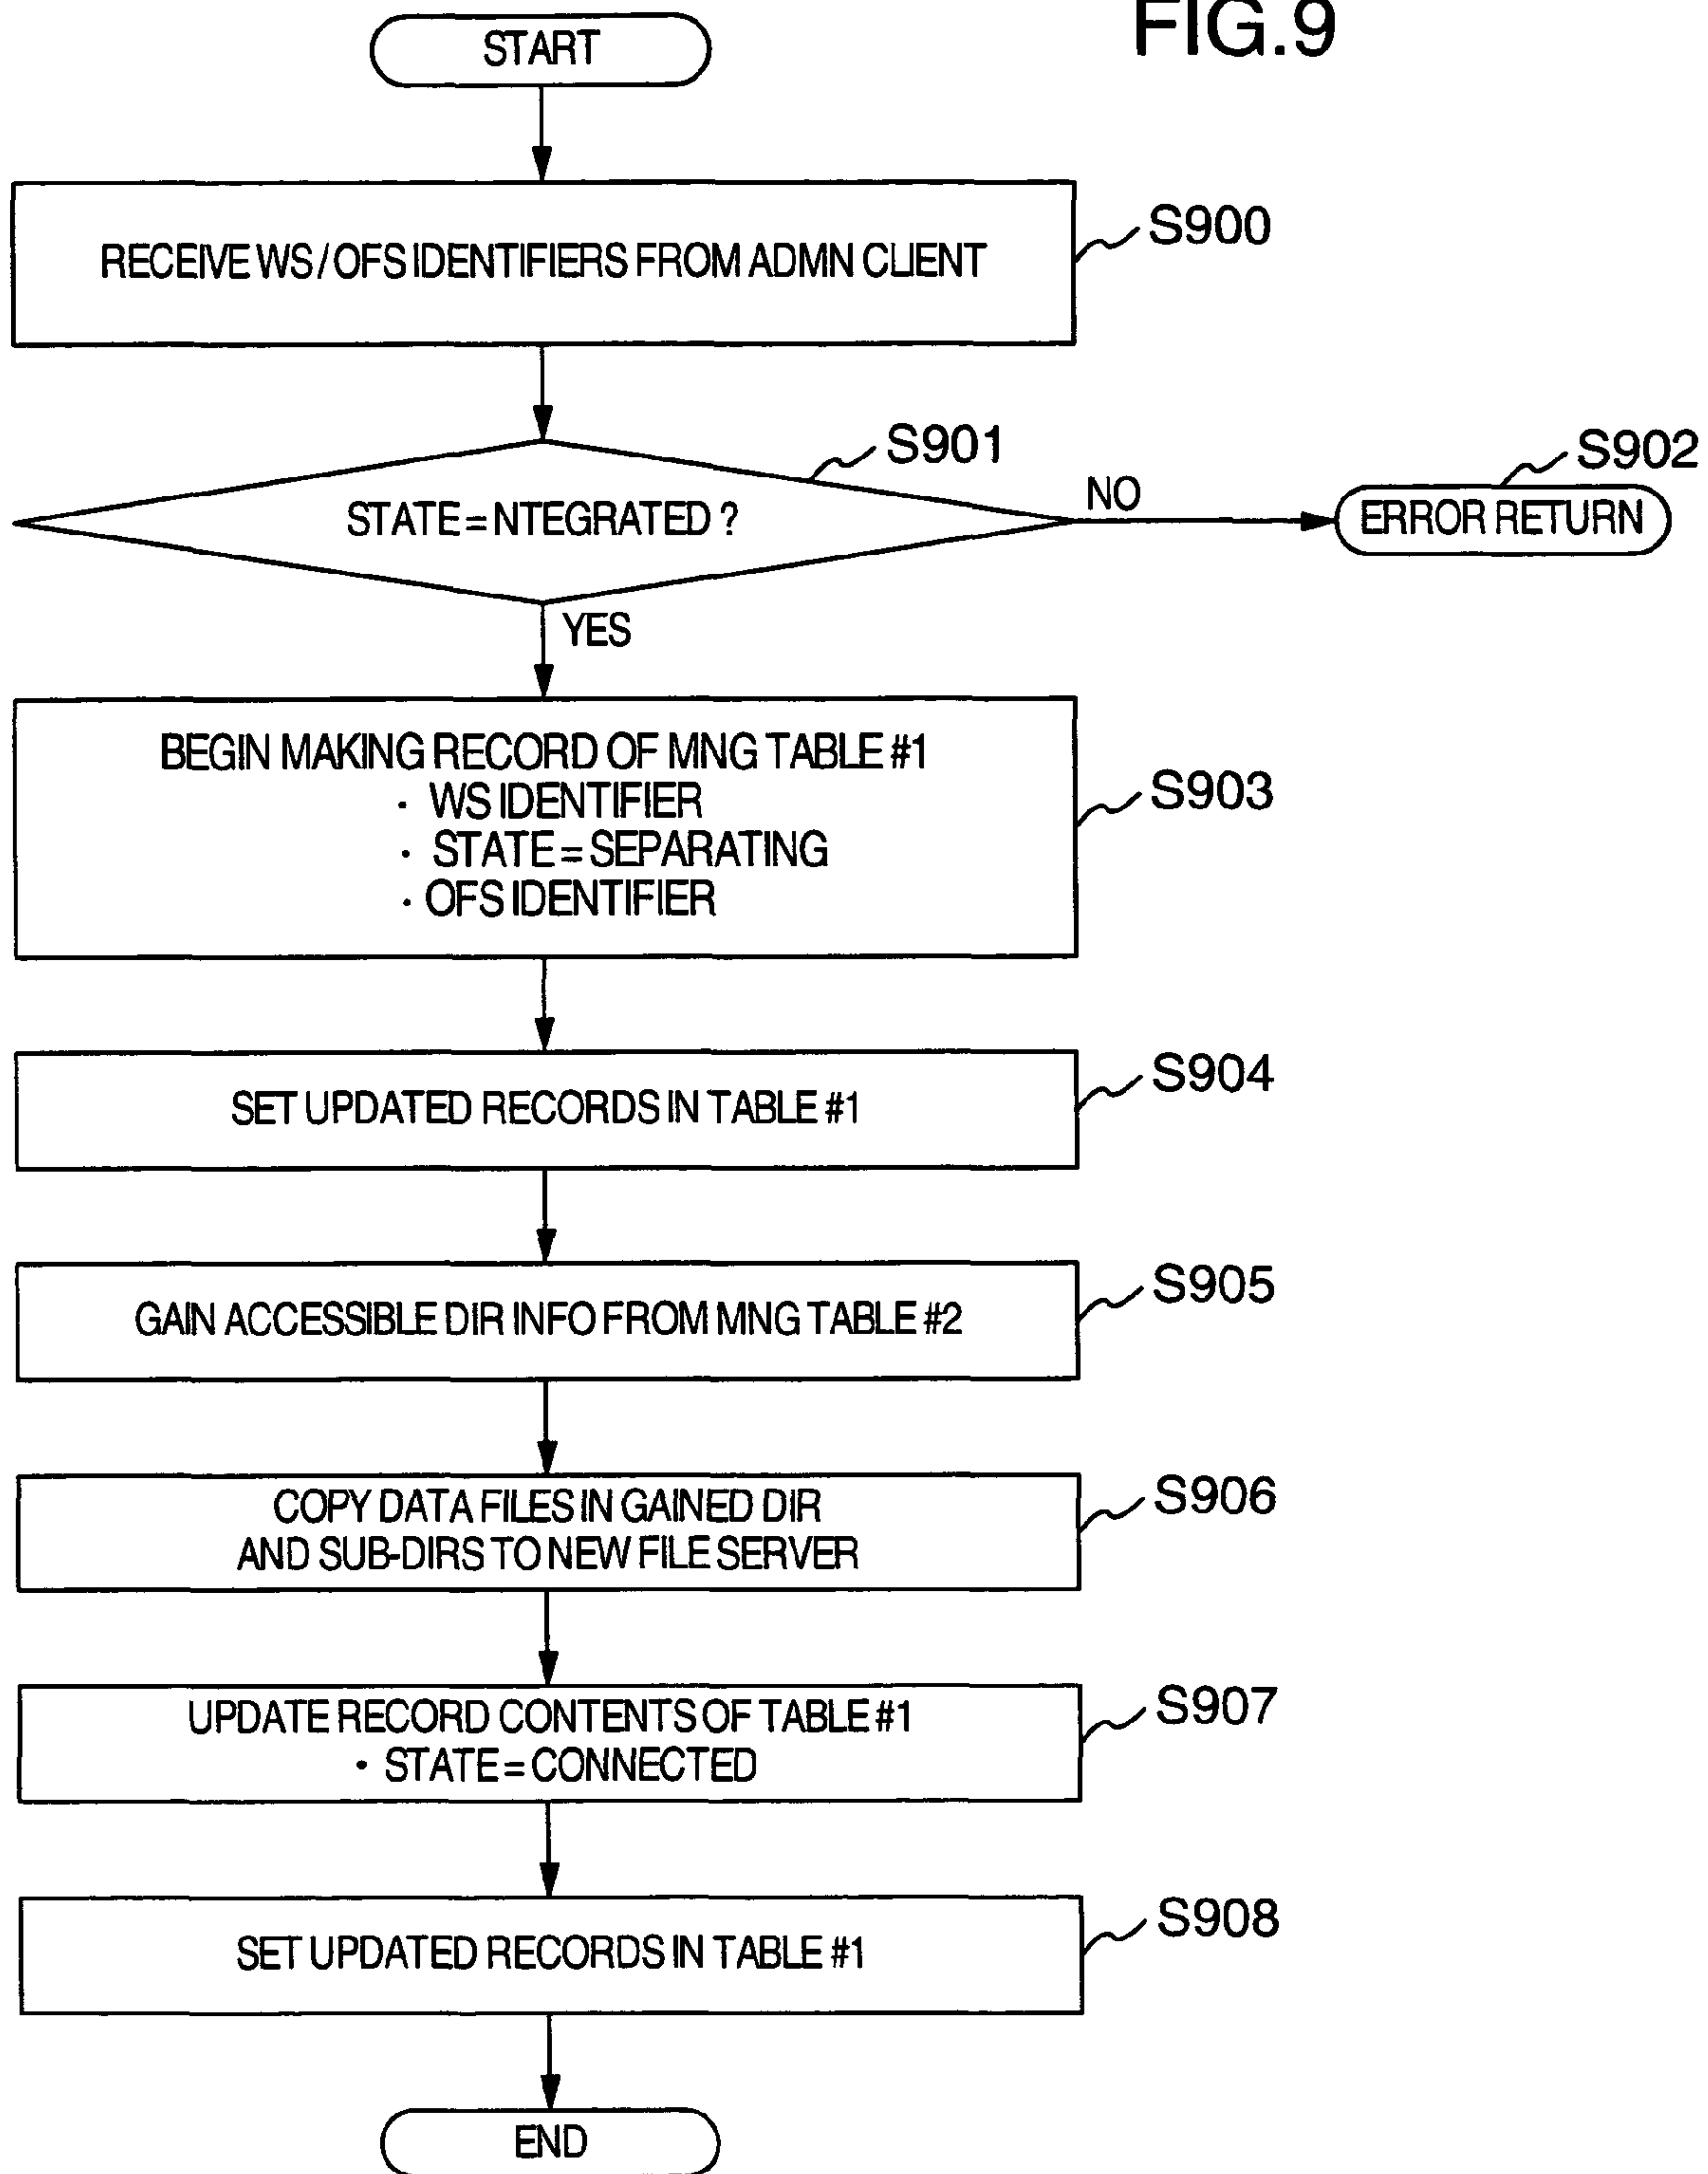 FIG.9
START
RECEIVE WS/OFS IDENTIFIERS FROM ADMN CLIENT
S900
STATE=NTEGRATED ?
S901
NO
ERROR RETURN
S902
YES
BEGIN MAKING RECORD OF MNG TABLE #1
· WS IDENTIFIER
· STATE=SEPARATING
· OFS IDENTIFIER
S903
SET UPDATED RECORDS IN TABLE #1
S904
GAIN ACCESSIBLE DIR INFO FROM MNG TABLE #2
S905
COPY DATA FILES IN GAINED DIR
AND SUB-DIRS TO NEW FILE SERVER
S906
UPDATE RECORD CONTENTS OF TABLE #1
· STATE=CONNECTED
S907
SET UPDATED RECORDS IN TABLE #1
S908
END